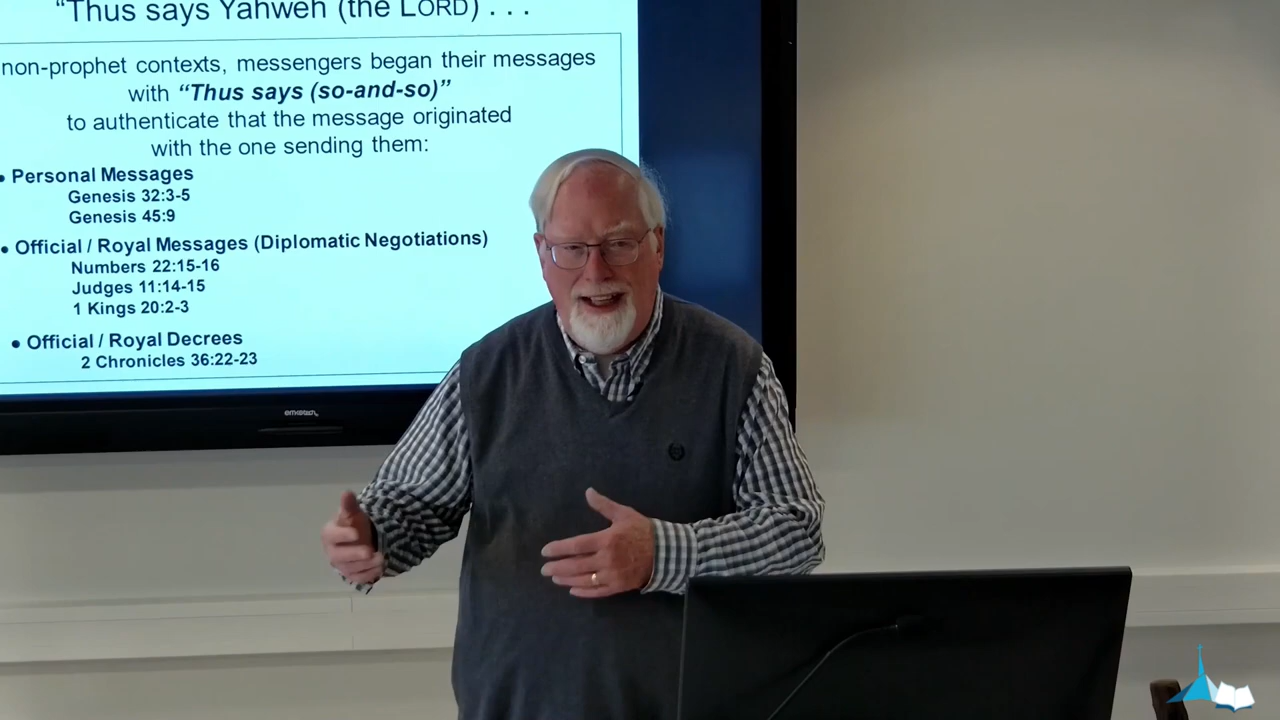 "Thus says Yahweh (the LORD) . . .
non-prophet contexts, messengers began their messages
with "Thus says (so-and-so)"
to authenticate that the message originated
with the one sending them:
• Personal Messages
Genesis 32:3-5
Genesis 45:9
• Official / Royal Messages (Diplomatic Negotiations)
Numbers 22:15-16
Judges 11:14-15
1 Kings 20:2-3
• Official / Royal Decrees
2 Chronicles 36:22-23